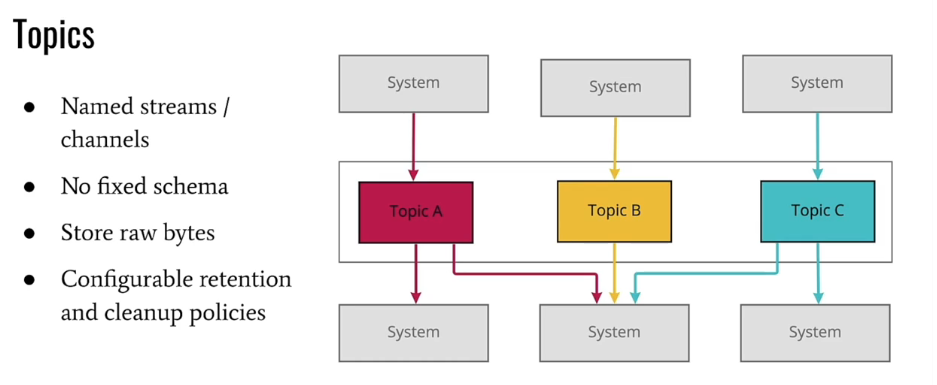 Topics
● Named streams /
channels
● No fixed schema
● Store raw bytes
● Configurable retention
and cleanup policies
System
System
System
Topic A
Topic B
Topic C
System
System
System